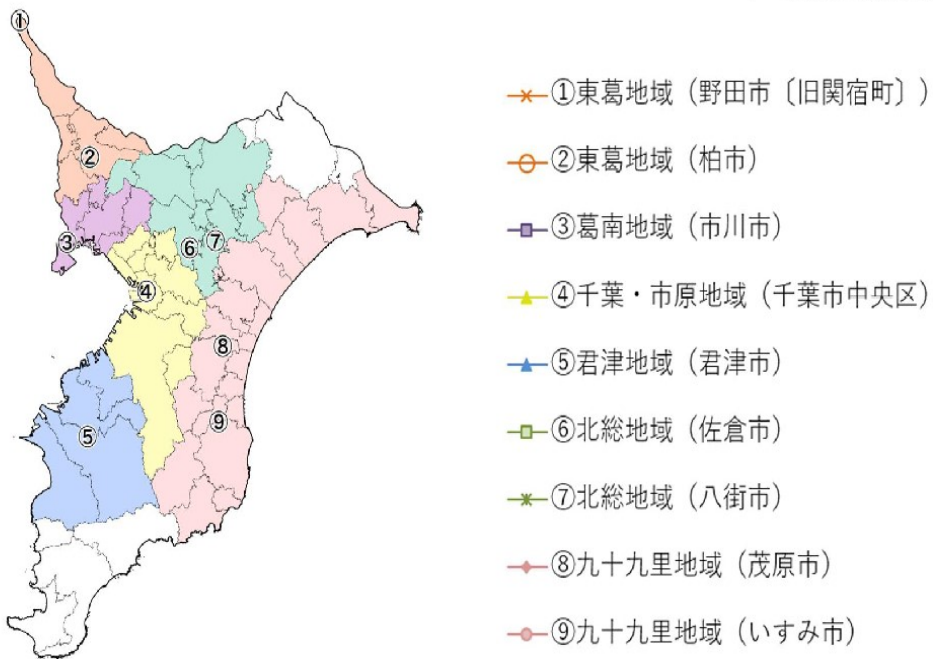 ①
②
③
⑥
⑦
④
⑧
⑨
⑤
①東葛地域（野田市〔旧関宿町〕）
②東葛地域（柏市）
③葛南地域（市川市）
④千葉・市原地域（千葉市中央区）
⑤君津地域（君津市）
⑥北総地域（佐倉市）
⑦北総地域（八街市）
⑧九十九里地域（茂原市）
⑨九十九里地域（いすみ市）